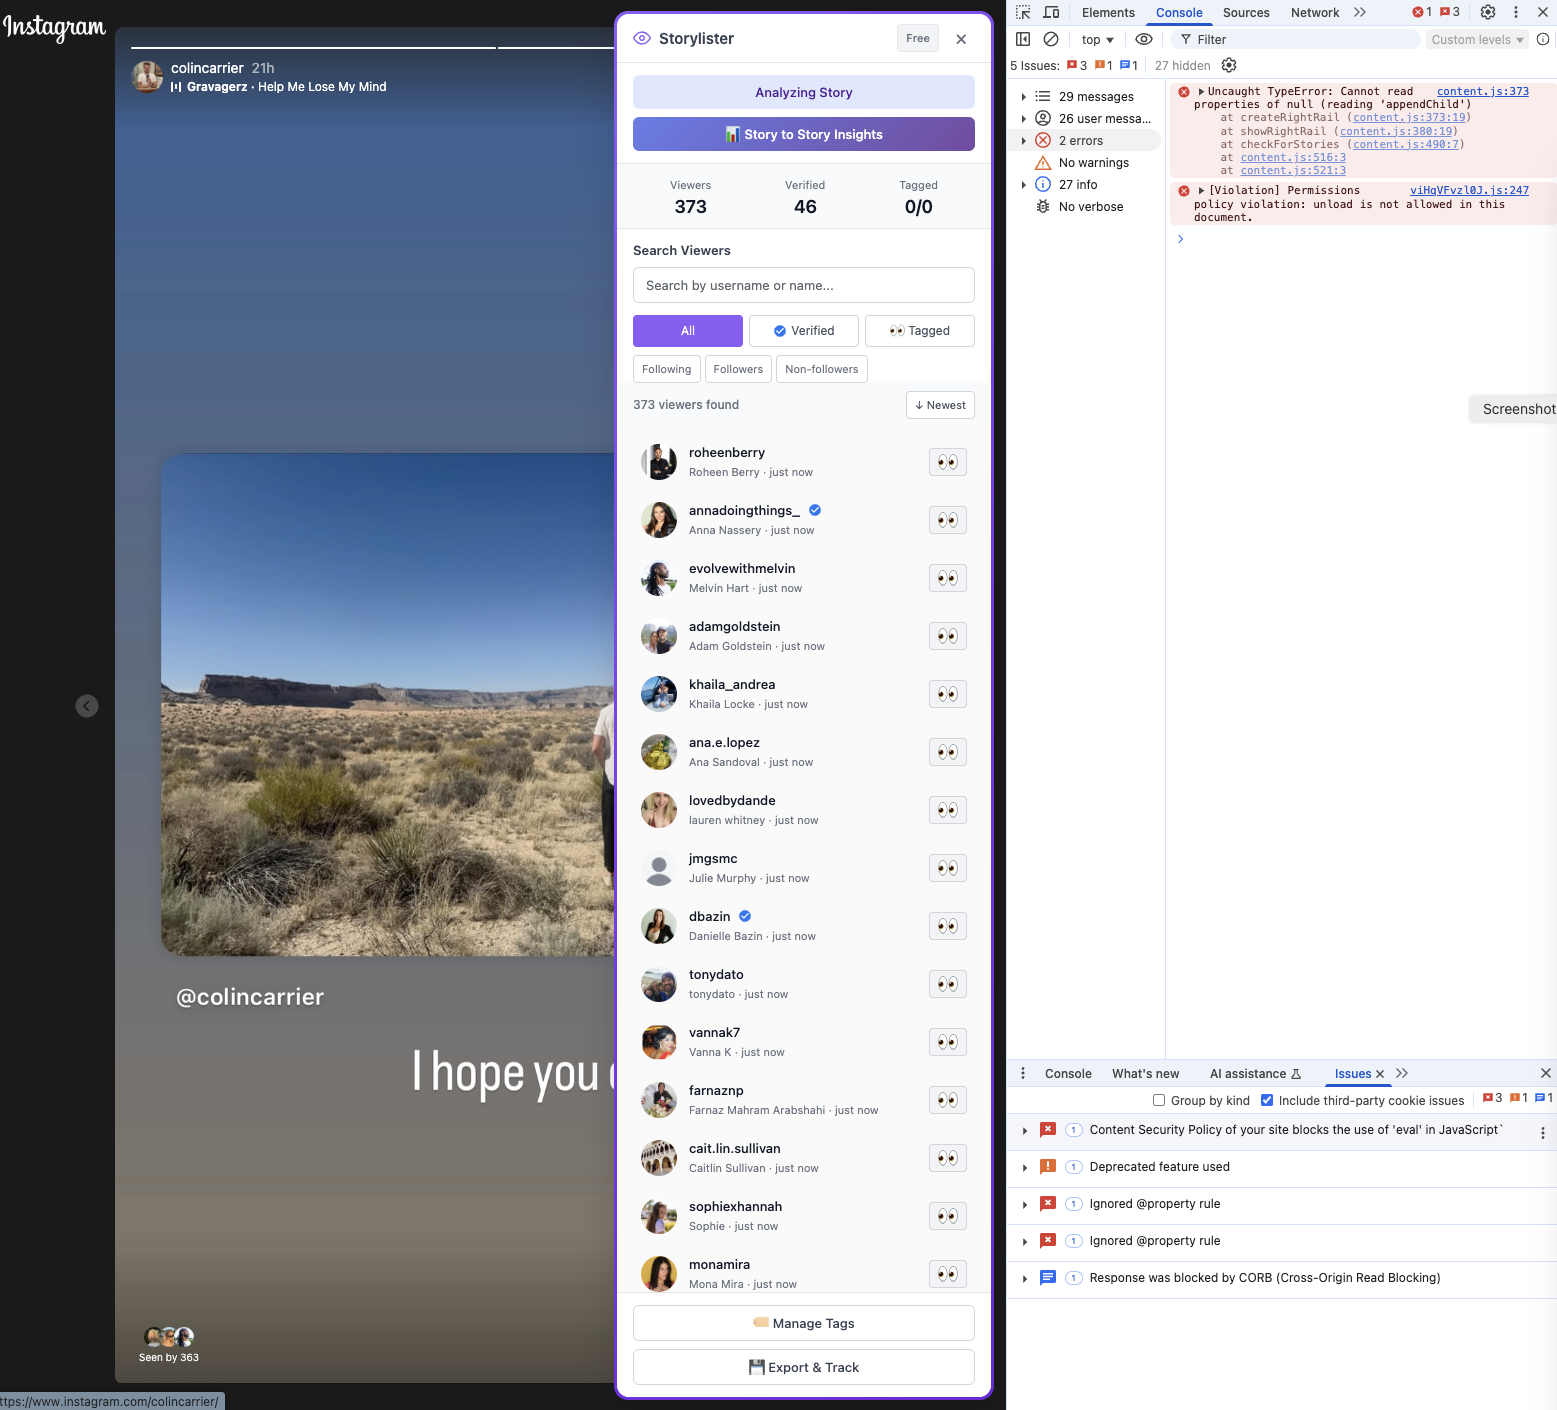 Instagram
colincarrier 21h
Gravagerz · Help Me Lose My Mind
@colincarrier
I hope you
Seen by 363
ttps://www.instagram.com/colincarrier/
Storylister
Free
Analyzing Story
📊 Story to Story Insights
Viewers Verified Tagged
373 46 0/0
Search Viewers
Search by username or name...
All
Verified
👀 Tagged
Following
Followers
Non-followers
373 viewers found
↓ Newest
roheenberry
Roheen Berry · just now
annadoingthings_
Anna Nassery · just now
evolvewithmelvin
Melvin Hart · just now
adamgoldstein
Adam Goldstein · just now
khaila_andrea
Khaila Locke · just now
ana.e.lopez
Ana Sandoval · just now
lovedbydande
lauren whitney · just now
jmgsmc
Julie Murphy · just now
dbazin
Danielle Bazin · just now
tonydato
tonydato · just now
vannak7
Vanna K · just now
farnaznp
Farnaz Mahram Arabshahi · just now
cait.lin.sullivan
Caitlin Sullivan · just now
sophiexhannah
Sophie · just now
monamira
Mona Mira · just now
🏷️ Manage Tags
💾 Export & Track
Elements Console Sources Network 1 3
top Filter Custom levels
5 Issues: 3 1 1 27 hidden
29 messages
26 user messa...
2 errors
No warnings
27 info
No verbose
Uncaught TypeError: Cannot read content.js:373
properties of null (reading 'appendChild')
at createRightRail (content.js:373:19)
at showRightRail (content.js:380:19)
at checkForStories (content.js:490:7)
at content.js:516:3
at content.js:521:3
[Violation] Permissions viHqVFvzl0J.js:247
policy violation: unload is not allowed in this
document.
Screenshot
Console What's new AI assistance Issues
Group by kind Include third-party cookie issues 3 1 1
1 Content Security Policy of your site blocks the use of 'eval' in JavaScript`
1 Deprecated feature used
1 Ignored @property rule
1 Ignored @property rule
1 Response was blocked by CORB (Cross-Origin Read Blocking)